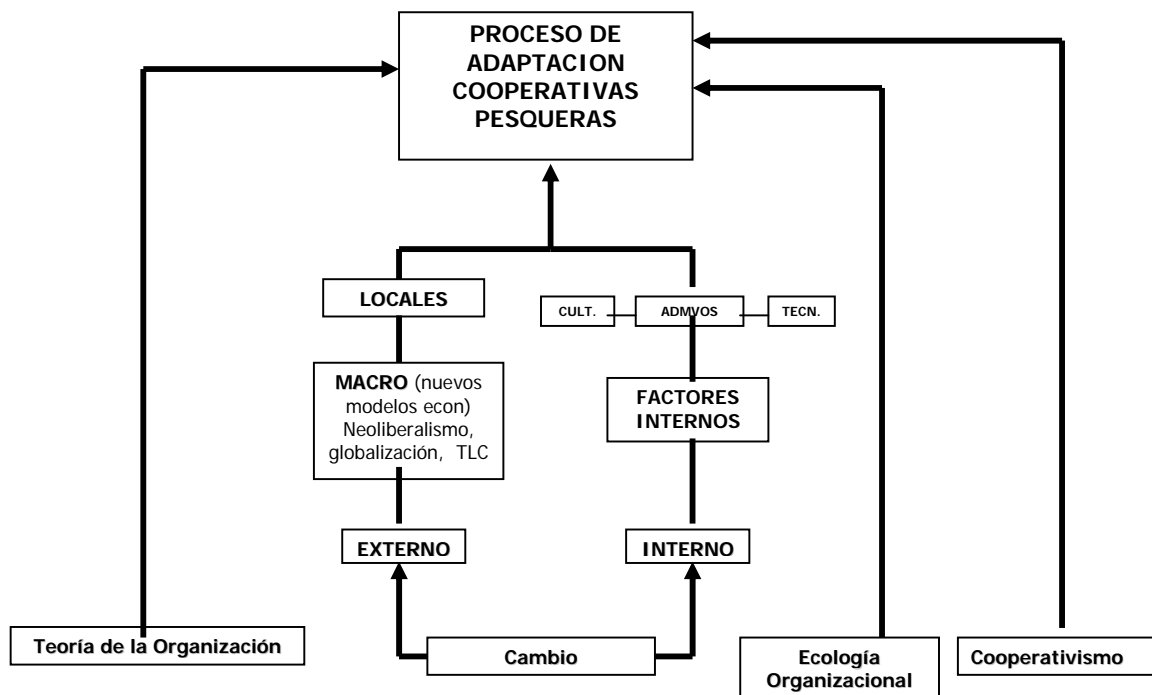 PROCESO DE
ADAPTACION
COOPERATIVAS
PESQUERAS
LOCALES
CULT.
ADMVOS
TECN.
MACRO (nuevos
modelos econ)
Neoliberalismo,
globalización, TLC
FACTORES
INTERNOS
EXTERNO
INTERNO
Teoría de la Organización
Cambio
Ecología
Organizacional
Cooperativismo